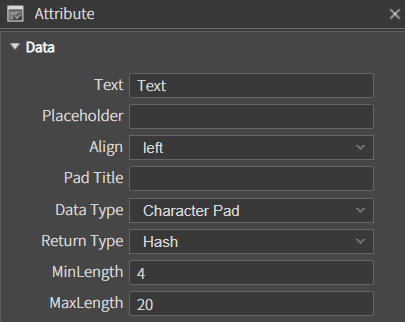 Attribute
Data
Text Text
Placeholder
Align left
Pad Title
Data Type Character Pad
Return Type Hash
MinLength 4
MaxLength 20